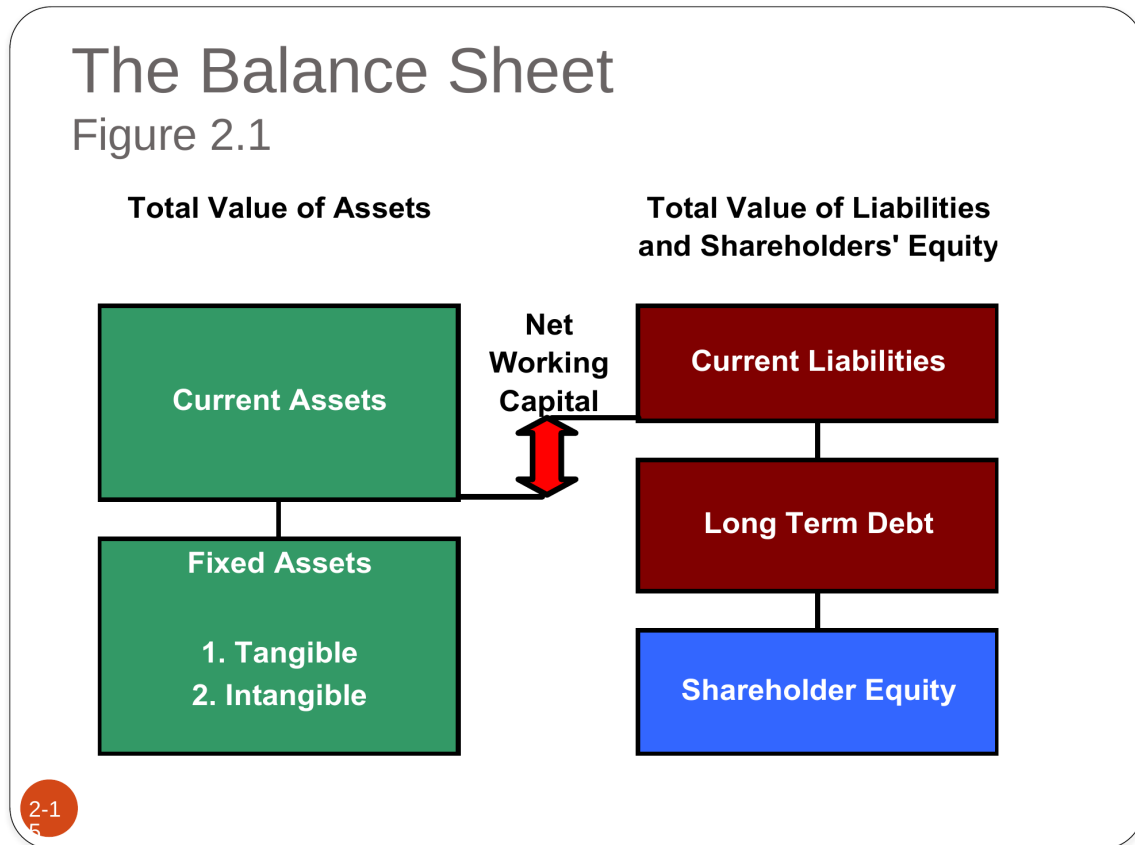 The Balance Sheet
Figure 2.1
Total Value of Assets
Total Value of Liabilities
and Shareholders' Equity
Net
Working
Capital
Current Assets
Current Liabilities
Long Term Debt
Fixed Assets
1. Tangible
2. Intangible
Shareholder Equity
2-1
5